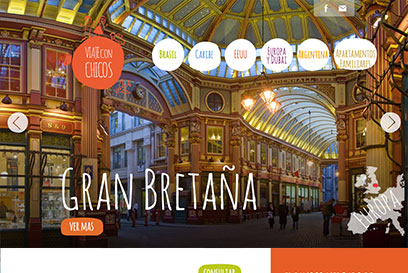 VIAJE CON
CHICOS
BRASIL
CARIBE
EEUU
EUROPA
Y DUBAI
ARGENTINA
APARTAMENTOS
FAMILIARES
GRAN BRETAÑA
VER MAS
EUROPA
CONSULTAR